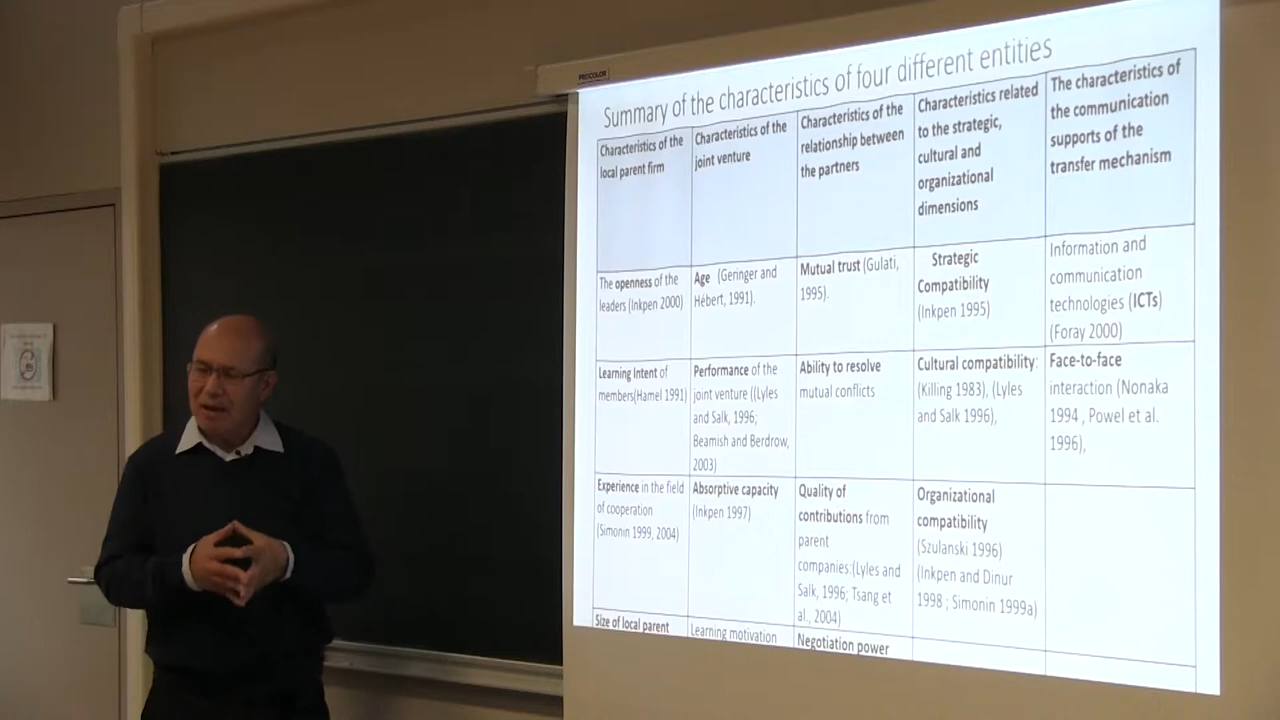 PROCOLOR
Summary of the characteristics of four different entities
Characteristics of the
local parent firm
Characteristics of the
joint venture
Characteristics of the
relationship between
the partners
Characteristics related
to the strategic,
cultural and
organizational
dimensions
The characteristics of
the communication
supports of the
transfer mechanism
The openness of the
leaders (Inkpen 2000)
Age (Geringer and
Hébert, 1991).
Mutual trust (Gulati,
1995).
Strategic
Compatibility
(Inkpen 1995)
Information and
communication
technologies (ICTs)
(Foray 2000)
Learning Intent of
members(Hamel 1991)
Performance of the
joint venture ((Lyles
and Salk, 1996;
Beamish and Berdrow,
2003)
Ability to resolve
mutual conflicts
Cultural compatibility:
(Killing 1983), (Lyles
and Salk 1996),
Face-to-face
interaction (Nonaka
1994 , Powel et al.
1996),
Experience in the field
of cooperation
(Simonin 1999, 2004)
Absorptive capacity
(Inkpen 1997)
Quality of
contributions from
parent
companies:(Lyles and
Salk, 1996; Tsang et
al., 2004)
Organizational
compatibility
(Szulanski 1996)
(Inkpen and Dinur
1998 ; Simonin 1999a)
Size of local parent
Learning motivation
Negotiation power